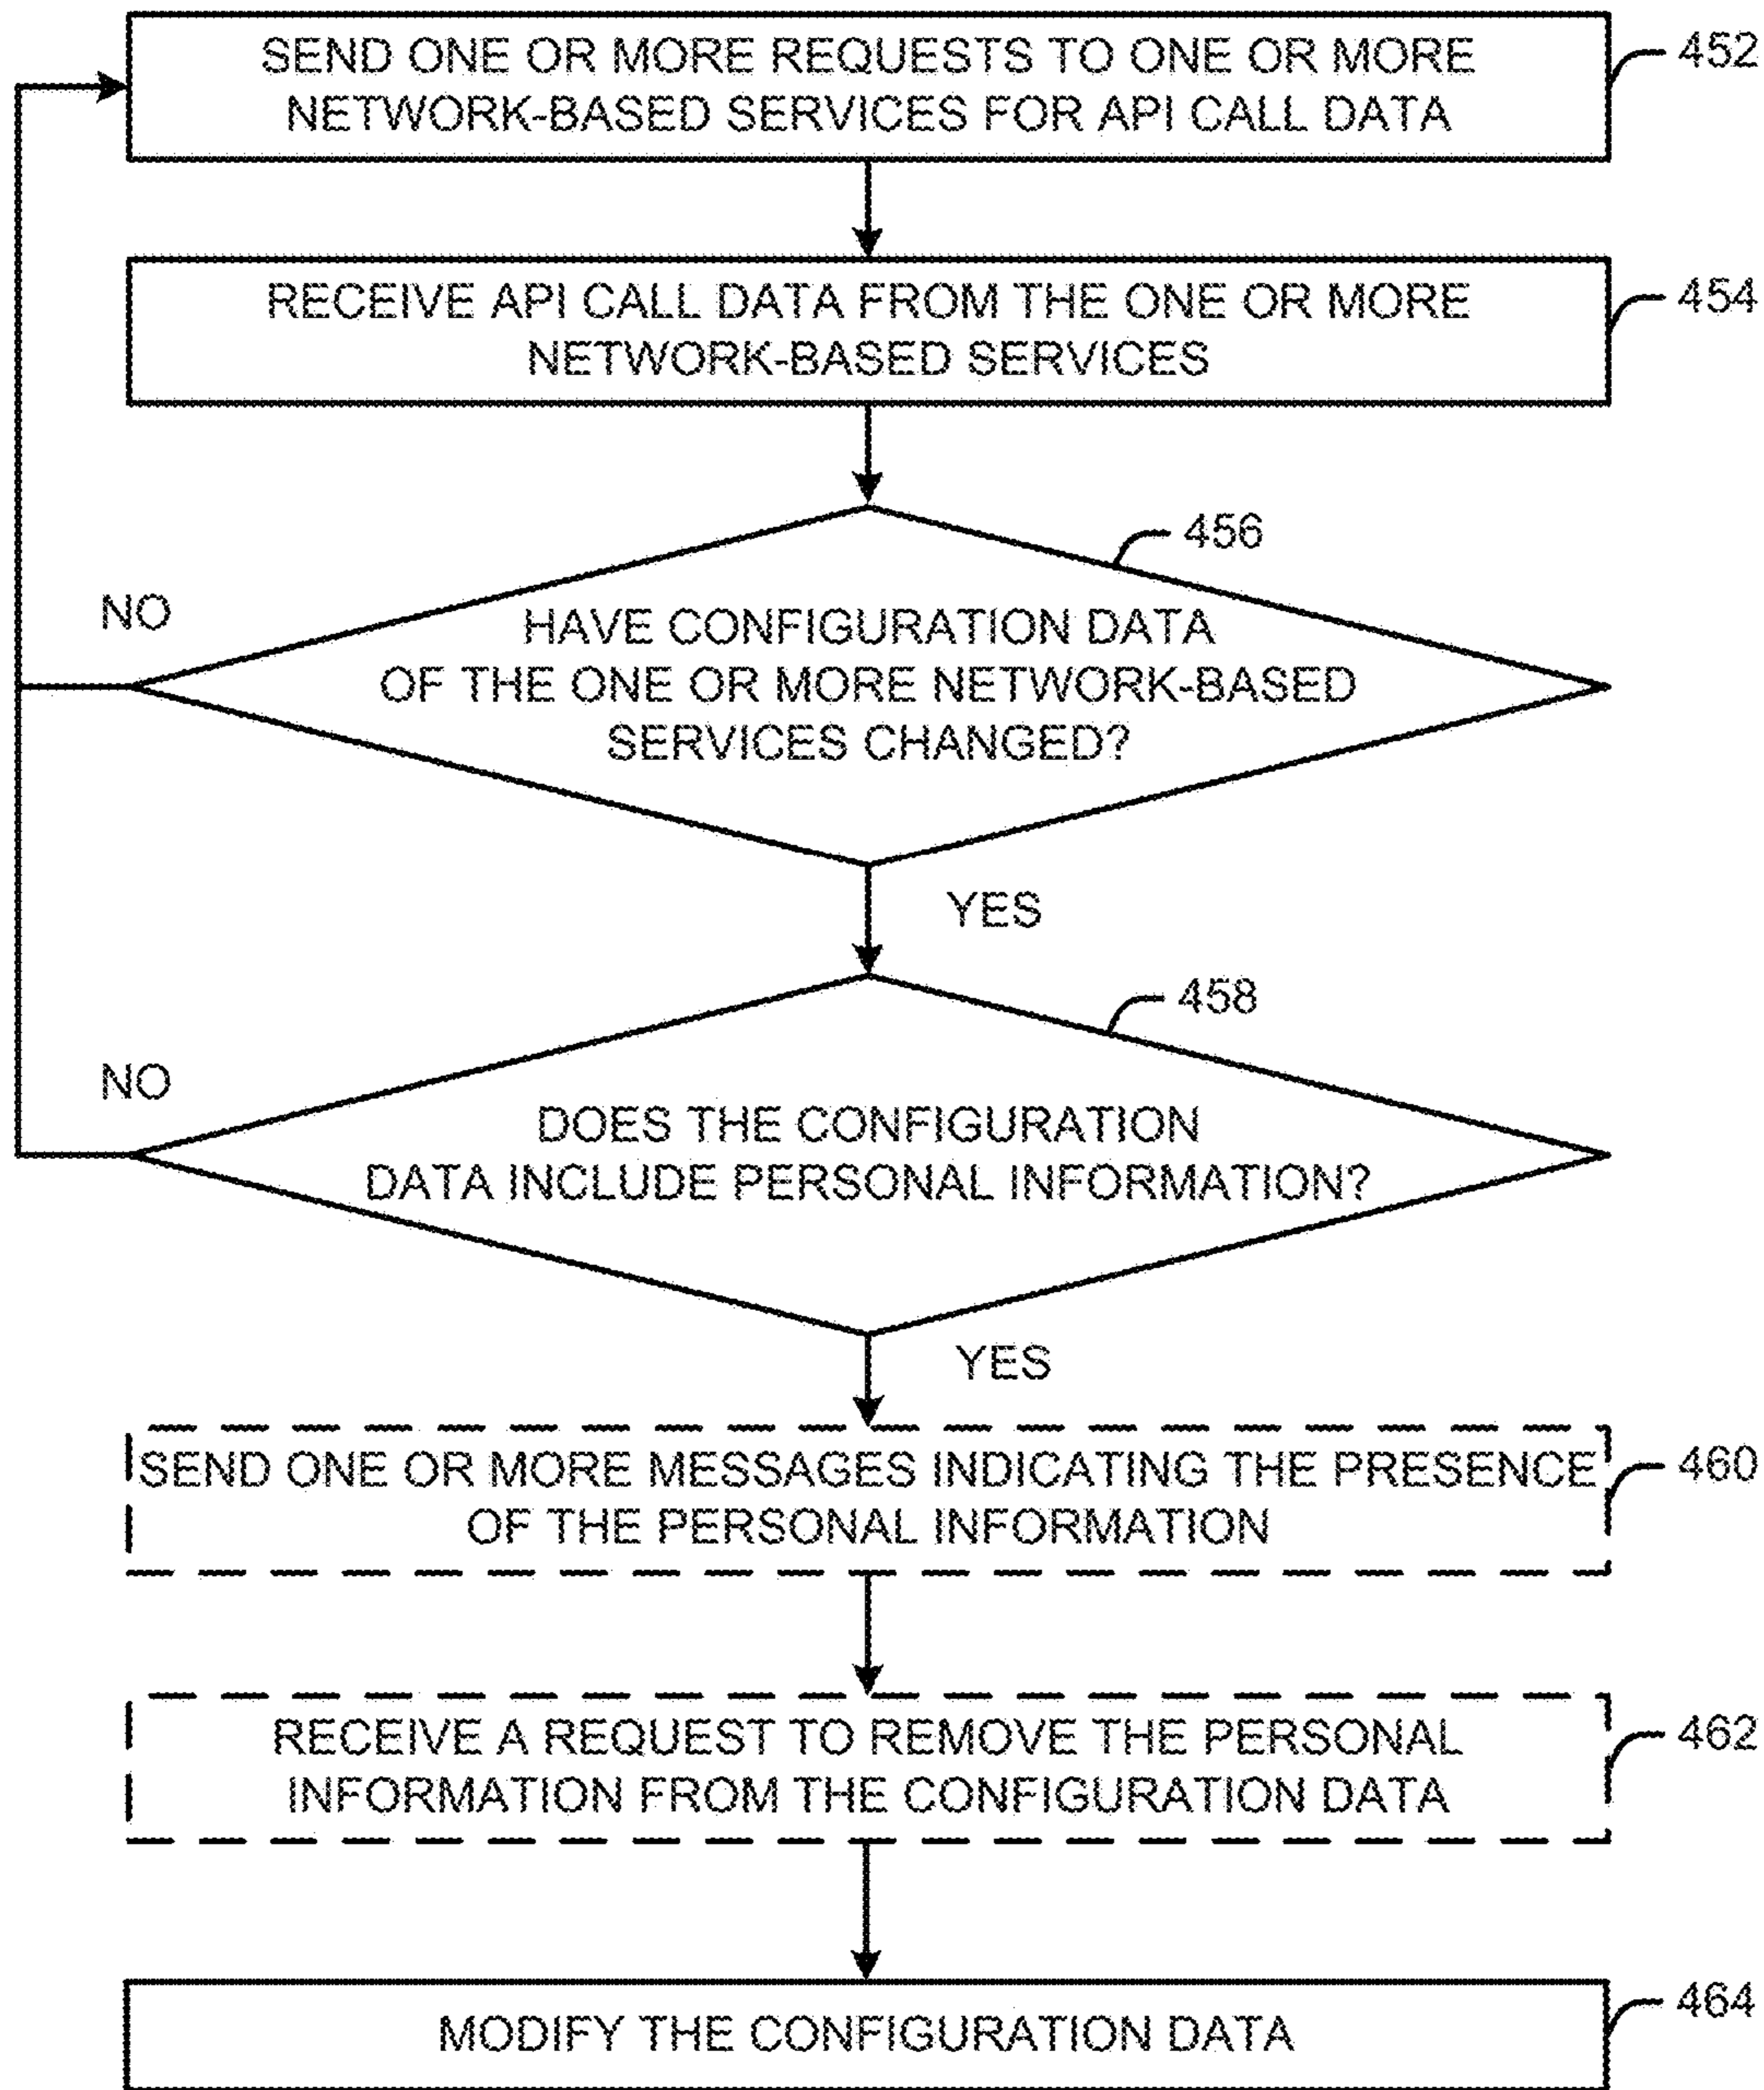 SEND ONE OR MORE REQUESTS TO ONE OR MORE
NETWORK-BASED SERVICES FOR API CALL DATA
452
RECEIVE API CALL DATA FROM THE ONE OR MORE
NETWORK-BASED SERVICES
454
456
NO
HAVE CONFIGURATION DATA
OF THE ONE OR MORE NETWORK-BASED
SERVICES CHANGED?
YES
458
NO
DOES THE CONFIGURATION
DATA INCLUDE PERSONAL INFORMATION?
YES
SEND ONE OR MORE MESSAGES INDICATING THE PRESENCE
OF THE PERSONAL INFORMATION
460
RECEIVE A REQUEST TO REMOVE THE PERSONAL
INFORMATION FROM THE CONFIGURATION DATA
462
MODIFY THE CONFIGURATION DATA
464